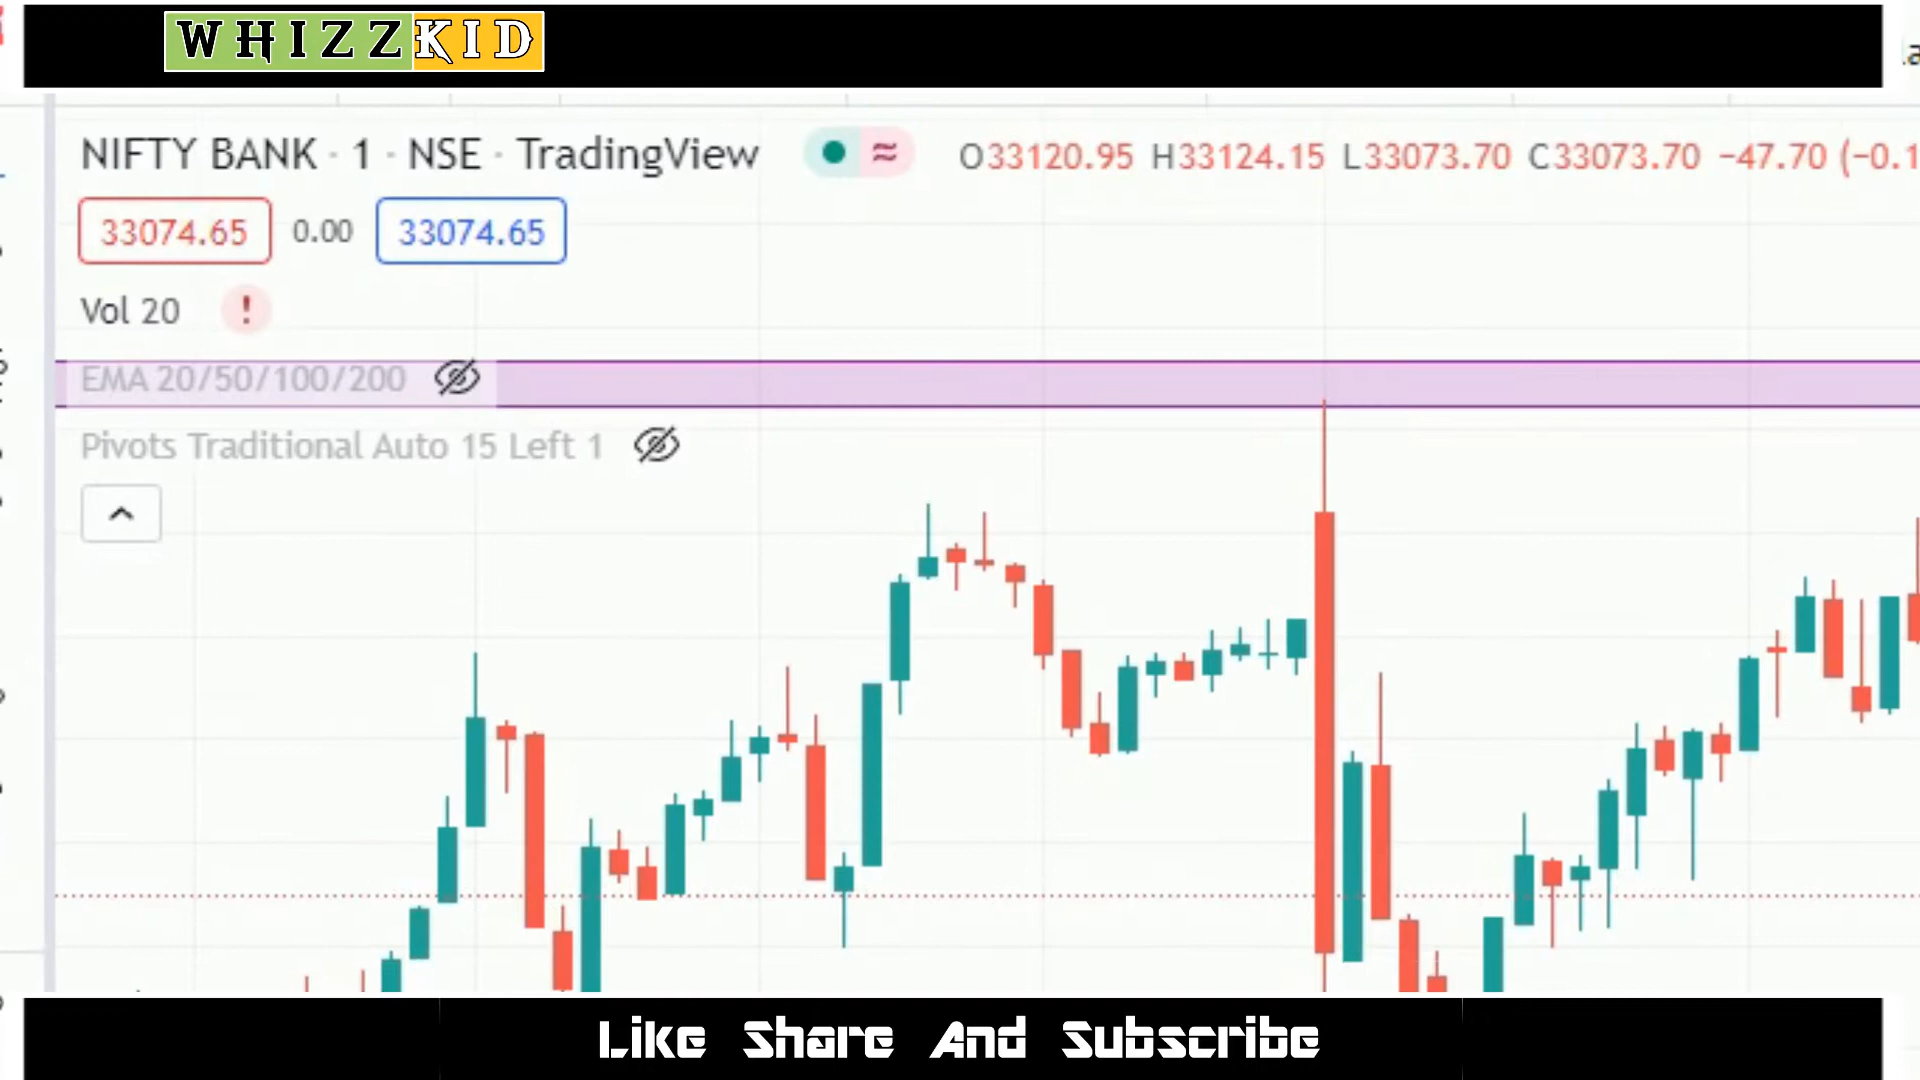 WHIZZKID
NIFTY BANK · 1 · NSE · TradingView
O33120.95 H33124.15 L33073.70 C33073.70 −47.70 (−0.1
33074.65 0.00 33074.65
Vol 20 !
EMA 20/50/100/200
Pivots Traditional Auto 15 Left 1
Like Share And Subscribe